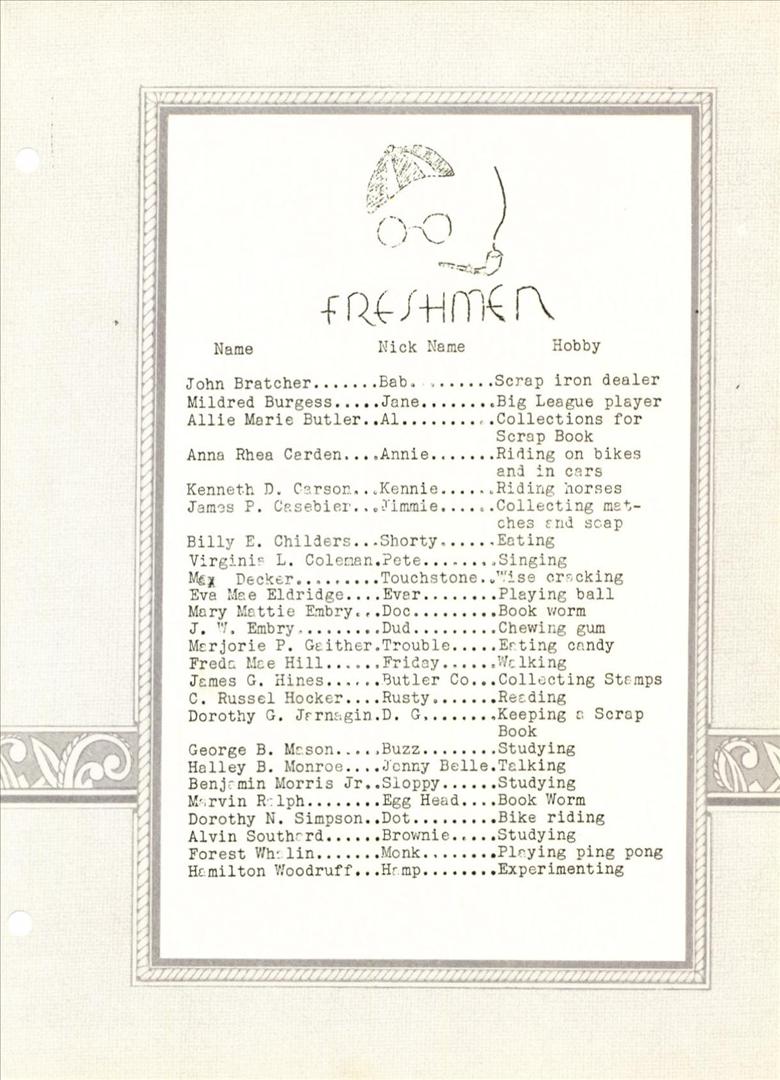 FRESHMEN
Name Nick Name Hobby
John Bratcher.......Bab.........Scrap iron dealer
Mildred Burgess.....Jane........Big League player
Allie Marie Butler..Al..........Collections for
Scrap Book
Anna Rhea Carden....Annie.......Riding on bikes
and in cars
Kenneth D. Carson...Kennie......Riding horses
James P. Casebier...Jimmie......Collecting mat-
ches and soap
Billy E. Childers...Shorty......Eating
Virginia L. Coleman.Pete........Singing
Max Decker.........Touchstone..Wise cracking
Eva Mae Eldridge....Ever........Playing ball
Mary Mattie Embry...Doc.........Book worm
J. W. Embry.........Dud.........Chewing gum
Marjorie P. Gaither.Trouble.....Eating candy
Freda Mae Hill......Friday......Walking
James G. Hines......Butler Co...Collecting Stamps
C. Russel Hocker....Rusty.......Reading
Dorothy G. Jarnagin.D. G........Keeping a Scrap
Book
George B. Mason.....Buzz........Studying
Halley B. Monroe....Jenny Belle.Talking
Benjamin Morris Jr..Sloppy......Studying
Marvin Ralph........Egg Head....Book Worm
Dorothy N. Simpson..Dot.........Bike riding
Alvin Southard......Brownie.....Studying
Forest Whalin.......Monk........Playing ping pong
Hamilton Woodruff...Hamp........Experimenting